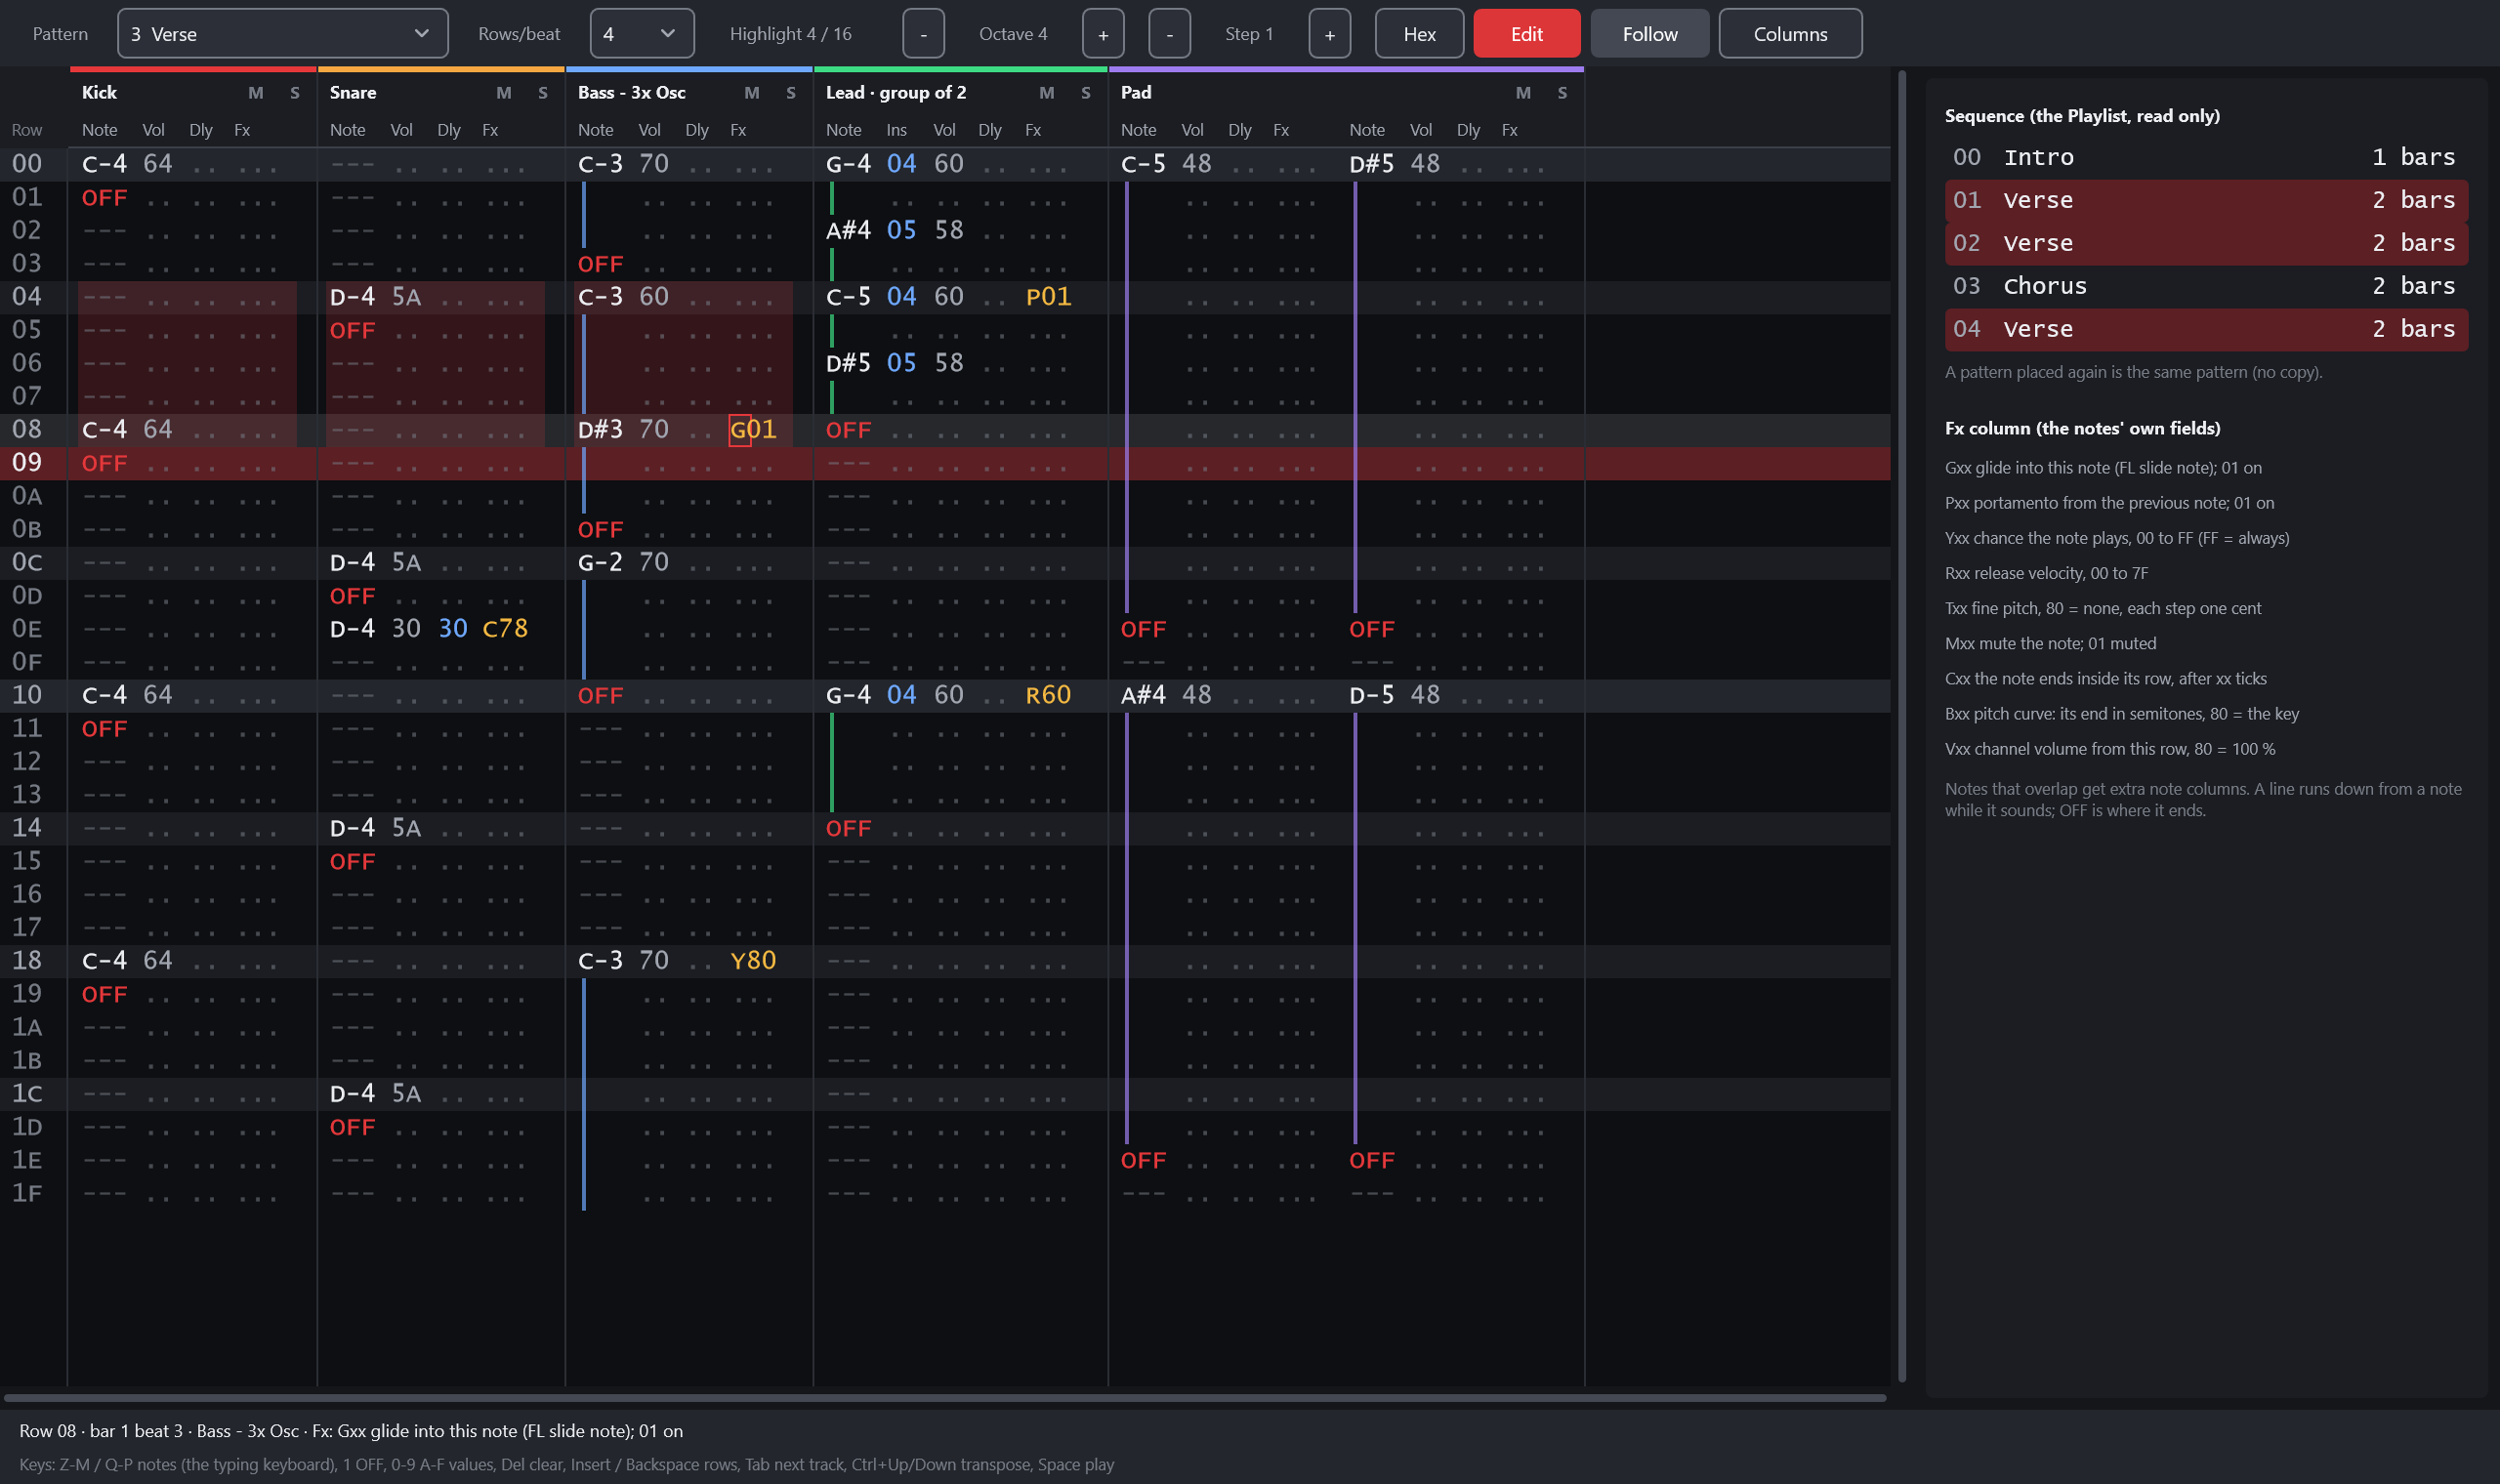 Pattern 3 Verse Rows/beat 4 Highlight 4 / 16 - Octave 4 + - Step 1 + Hex Edit Follow Columns
Kick M S Snare M S Bass - 3x Osc M S Lead · group of 2 M S Pad M S
Row Note Vol Dly Fx Note Vol Dly Fx Note Vol Dly Fx Note Ins Vol Dly Fx Note Vol Dly Fx Note Vol Dly Fx
00 C-4 64 .. ... --- .. .. ... C-3 70 .. ... G-4 04 60 .. ... C-5 48 .. ... D#5 48 .. ...
01 OFF .. .. ... --- .. .. ... .. .. ... .. .. .. ... .. .. ... .. .. ...
02 --- .. .. ... --- .. .. ... .. .. ... A#4 05 58 .. ... .. .. ... .. .. ...
03 --- .. .. ... --- .. .. ... OFF .. .. ... .. .. .. ... .. .. ... .. .. ...
04 --- .. .. ... D-4 5A .. ... C-3 60 .. ... C-5 04 60 .. P01 .. .. ... .. .. ...
05 --- .. .. ... OFF .. .. ... .. .. ... .. .. .. ... .. .. ... .. .. ...
06 --- .. .. ... --- .. .. ... .. .. ... D#5 05 58 .. ... .. .. ... .. .. ...
07 --- .. .. ... --- .. .. ... .. .. ... .. .. .. ... .. .. ... .. .. ...
08 C-4 64 .. ... --- .. .. ... D#3 70 .. G01 OFF .. .. .. ... .. .. ... .. .. ...
09 OFF .. .. ... --- .. .. ... .. .. ... --- .. .. .. ... .. .. ... .. .. ...
0A --- .. .. ... --- .. .. ... .. .. ... --- .. .. .. ... .. .. ... .. .. ...
0B --- .. .. ... --- .. .. ... OFF .. .. ... --- .. .. .. ... .. .. ... .. .. ...
0C --- .. .. ... D-4 5A .. ... G-2 70 .. ... --- .. .. .. ... .. .. ... .. .. ...
0D --- .. .. ... OFF .. .. ... .. .. ... --- .. .. .. ... .. .. ... .. .. ...
0E --- .. .. ... D-4 30 30 C78 .. .. ... --- .. .. .. ... OFF .. .. ... OFF .. .. ...
0F --- .. .. ... --- .. .. ... .. .. ... --- .. .. .. ... --- .. .. ... --- .. .. ...
10 C-4 64 .. ... --- .. .. ... OFF .. .. ... G-4 04 60 .. R60 A#4 48 .. ... D-5 48 .. ...
11 OFF .. .. ... --- .. .. ... --- .. .. ... .. .. .. ... .. .. ... .. .. ...
12 --- .. .. ... --- .. .. ... --- .. .. ... .. .. .. ... .. .. ... .. .. ...
13 --- .. .. ... --- .. .. ... --- .. .. ... .. .. .. ... .. .. ... .. .. ...
14 --- .. .. ... D-4 5A .. ... --- .. .. ... OFF .. .. .. ... .. .. ... .. .. ...
15 --- .. .. ... OFF .. .. ... --- .. .. ... --- .. .. .. ... .. .. ... .. .. ...
16 --- .. .. ... --- .. .. ... --- .. .. ... --- .. .. .. ... .. .. ... .. .. ...
17 --- .. .. ... --- .. .. ... --- .. .. ... --- .. .. .. ... .. .. ... .. .. ...
18 C-4 64 .. ... --- .. .. ... C-3 70 .. Y80 --- .. .. .. ... .. .. ... .. .. ...
19 OFF .. .. ... --- .. .. ... .. .. ... --- .. .. .. ... .. .. ... .. .. ...
1A --- .. .. ... --- .. .. ... .. .. ... --- .. .. .. ... .. .. ... .. .. ...
1B --- .. .. ... --- .. .. ... .. .. ... --- .. .. .. ... .. .. ... .. .. ...
1C --- .. .. ... D-4 5A .. ... .. .. ... --- .. .. .. ... .. .. ... .. .. ...
1D --- .. .. ... OFF .. .. ... .. .. ... --- .. .. .. ... .. .. ... .. .. ...
1E --- .. .. ... --- .. .. ... .. .. ... --- .. .. .. ... OFF .. .. ... OFF .. .. ...
1F --- .. .. ... --- .. .. ... .. .. ... --- .. .. .. ... --- .. .. ... --- .. .. ...
Sequence (the Playlist, read only)
00 Intro 1 bars
01 Verse 2 bars
02 Verse 2 bars
03 Chorus 2 bars
04 Verse 2 bars
A pattern placed again is the same pattern (no copy).
Fx column (the notes' own fields)
Gxx glide into this note (FL slide note); 01 on
Pxx portamento from the previous note; 01 on
Yxx chance the note plays, 00 to FF (FF = always)
Rxx release velocity, 00 to 7F
Txx fine pitch, 80 = none, each step one cent
Mxx mute the note; 01 muted
Cxx the note ends inside its row, after xx ticks
Bxx pitch curve: its end in semitones, 80 = the key
Vxx channel volume from this row, 80 = 100 %
Notes that overlap get extra note columns. A line runs down from a note
while it sounds; OFF is where it ends.
Row 08 · bar 1 beat 3 · Bass - 3x Osc · Fx: Gxx glide into this note (FL slide note); 01 on
Keys: Z-M / Q-P notes (the typing keyboard), 1 OFF, 0-9 A-F values, Del clear, Insert / Backspace rows, Tab next track, Ctrl+Up/Down transpose, Space play